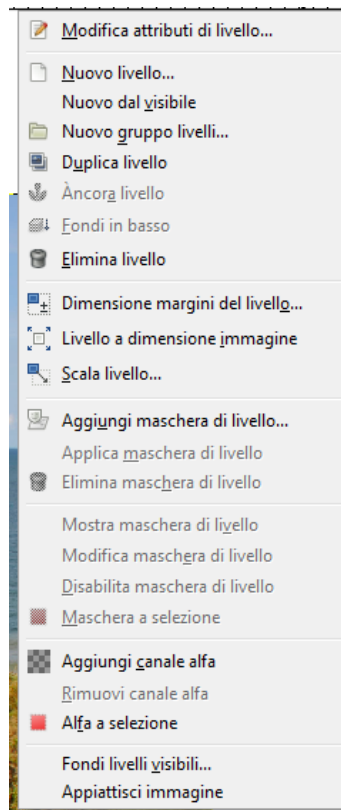 Modifica attributi di livello...
Nuovo livello...
Nuovo dal visibile
Nuovo gruppo livelli...
Duplica livello
Àncora livello
Fondi in basso
Elimina livello
Dimensione margini del livello...
Livello a dimensione immagine
Scala livello...
Aggiungi maschera di livello...
Applica maschera di livello
Elimina maschera di livello
Mostra maschera di livello
Modifica maschera di livello
Disabilita maschera di livello
Maschera a selezione
Aggiungi canale alfa
Rimuovi canale alfa
Alfa a selezione
Fondi livelli visibili...
Appiattisci immagine